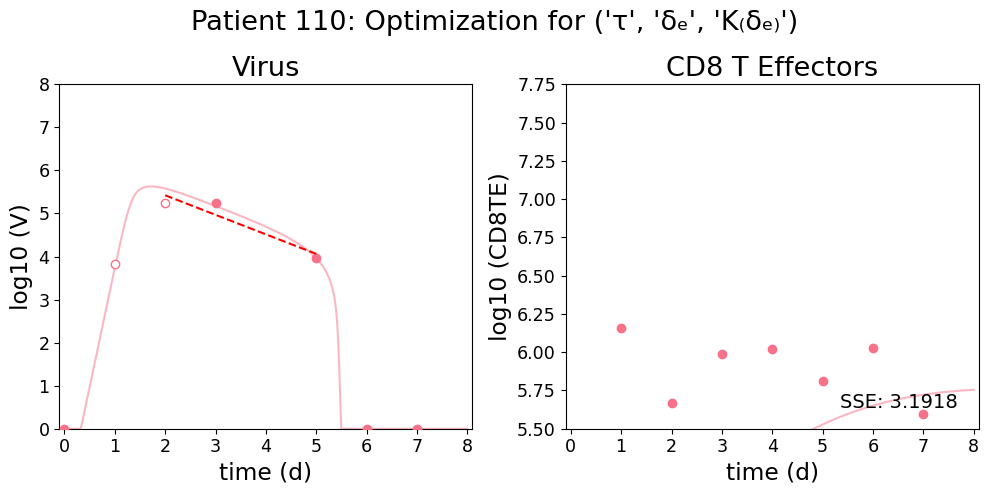 Patient 110: Optimization for ('τ', 'δₑ', 'K₍δₑ₎')
Virus
log10 (V)
8
7
6
5
4
3
2
1
0
0 1 2 3 4 5 6 7 8
time (d)
CD8 T Effectors
log10 (CD8TE)
7.75
7.50
7.25
7.00
6.75
6.50
6.25
6.00
5.75
5.50
SSE: 3.1918
0 1 2 3 4 5 6 7 8
time (d)